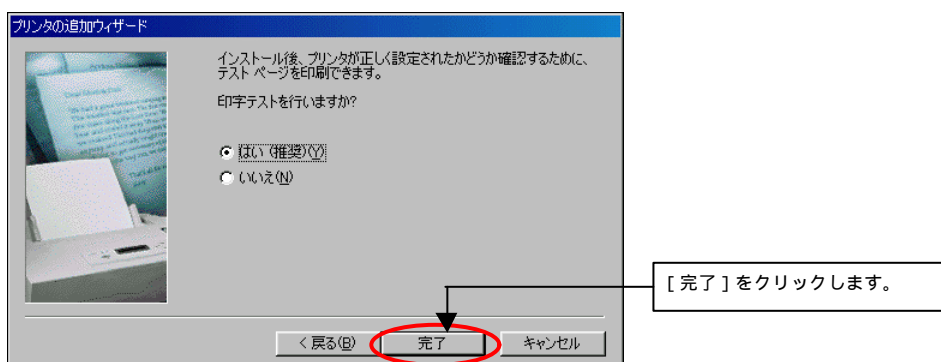 プリンタの追加ウィザード
インストール後、プリンタが正しく設定されたかどうか確認するために、
テスト ページを印刷できます。
印字テストを行いますか?
はい (推奨)(Y)
いいえ(N)
[ 完了 ] をクリックします。
< 戻る(B)
完了
キャンセル